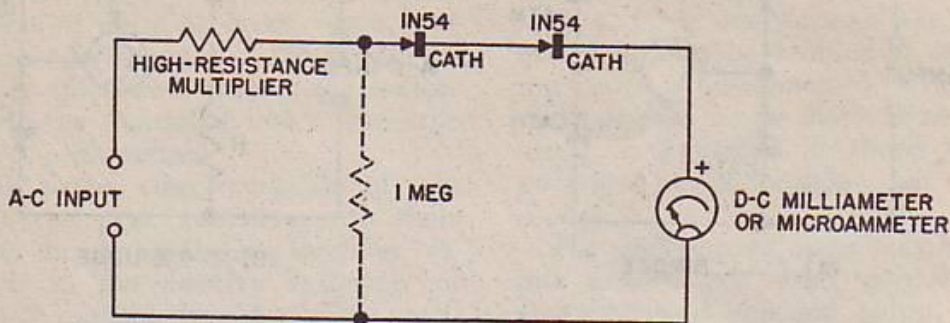 IN54
IN54
CATH
CATH
HIGH-RESISTANCE
MULTIPLIER
A-C INPUT
I MEG
+
D-C MILLIAMETER
OR MICROAMMETER